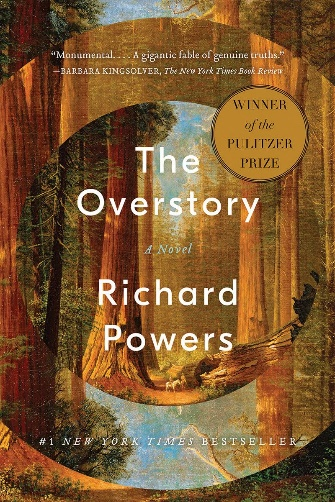 “Monumental. . . . A gigantic fable of genuine truths.”
—BARBARA KINGSOLVER, The New York Times Book Review
WINNER
of the
PULITZER
PRIZE
The
Overstory
A Novel
Richard
Powers
#1 NEW YORK TIMES BESTSELLER